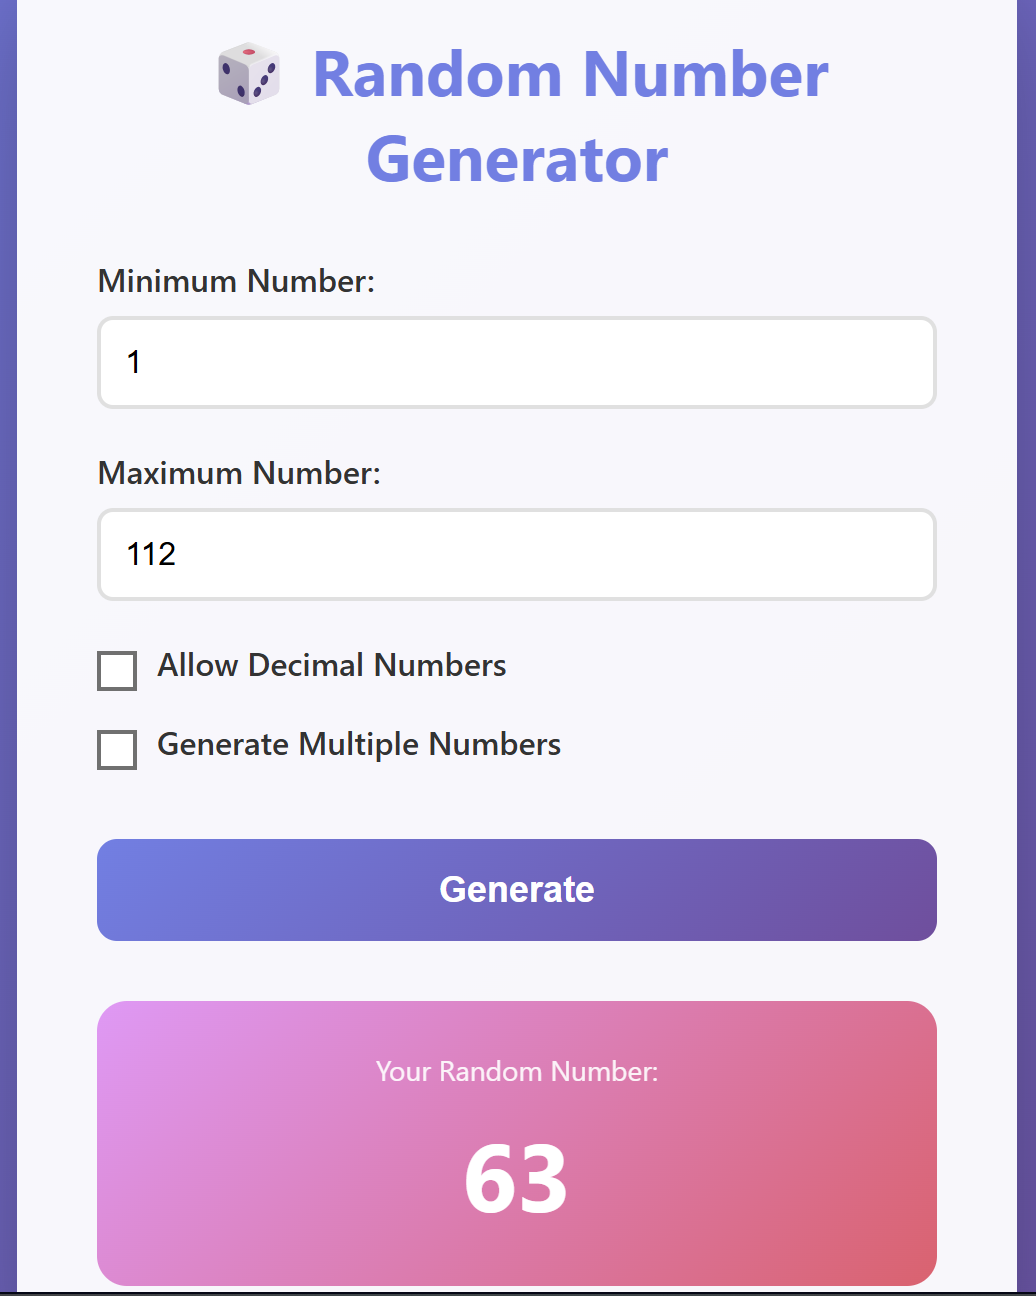 Random Number
Generator
Minimum Number:
1
Maximum Number:
112
Allow Decimal Numbers
Generate Multiple Numbers
Generate
Your Random Number:
63